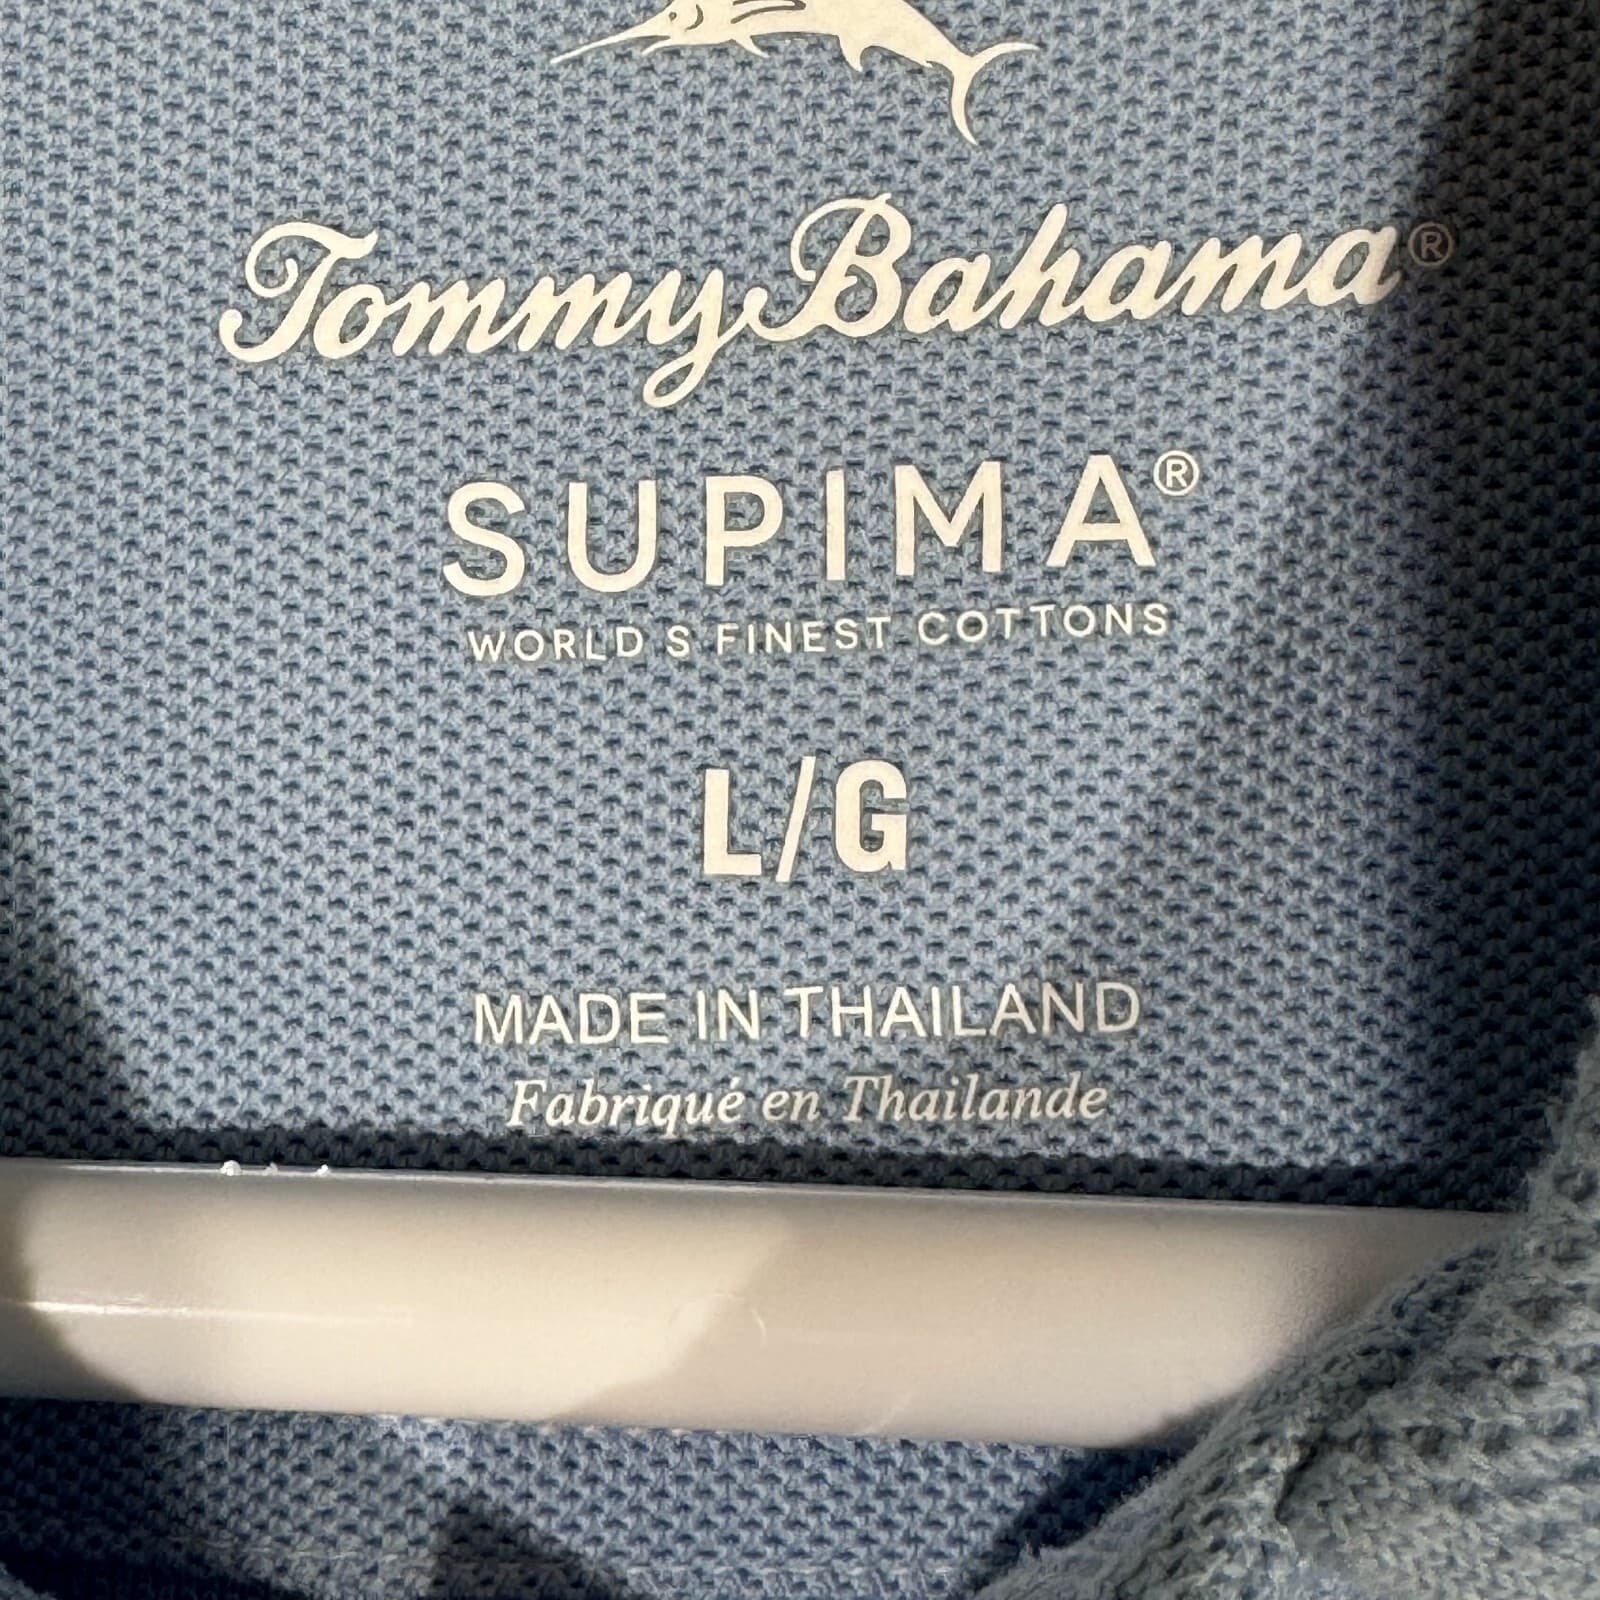 Tommy Bahama®
SUPIMA®
WORLD S FINEST COTTONS
L/G
MADE IN THAILAND
Fabriqué en Thailande